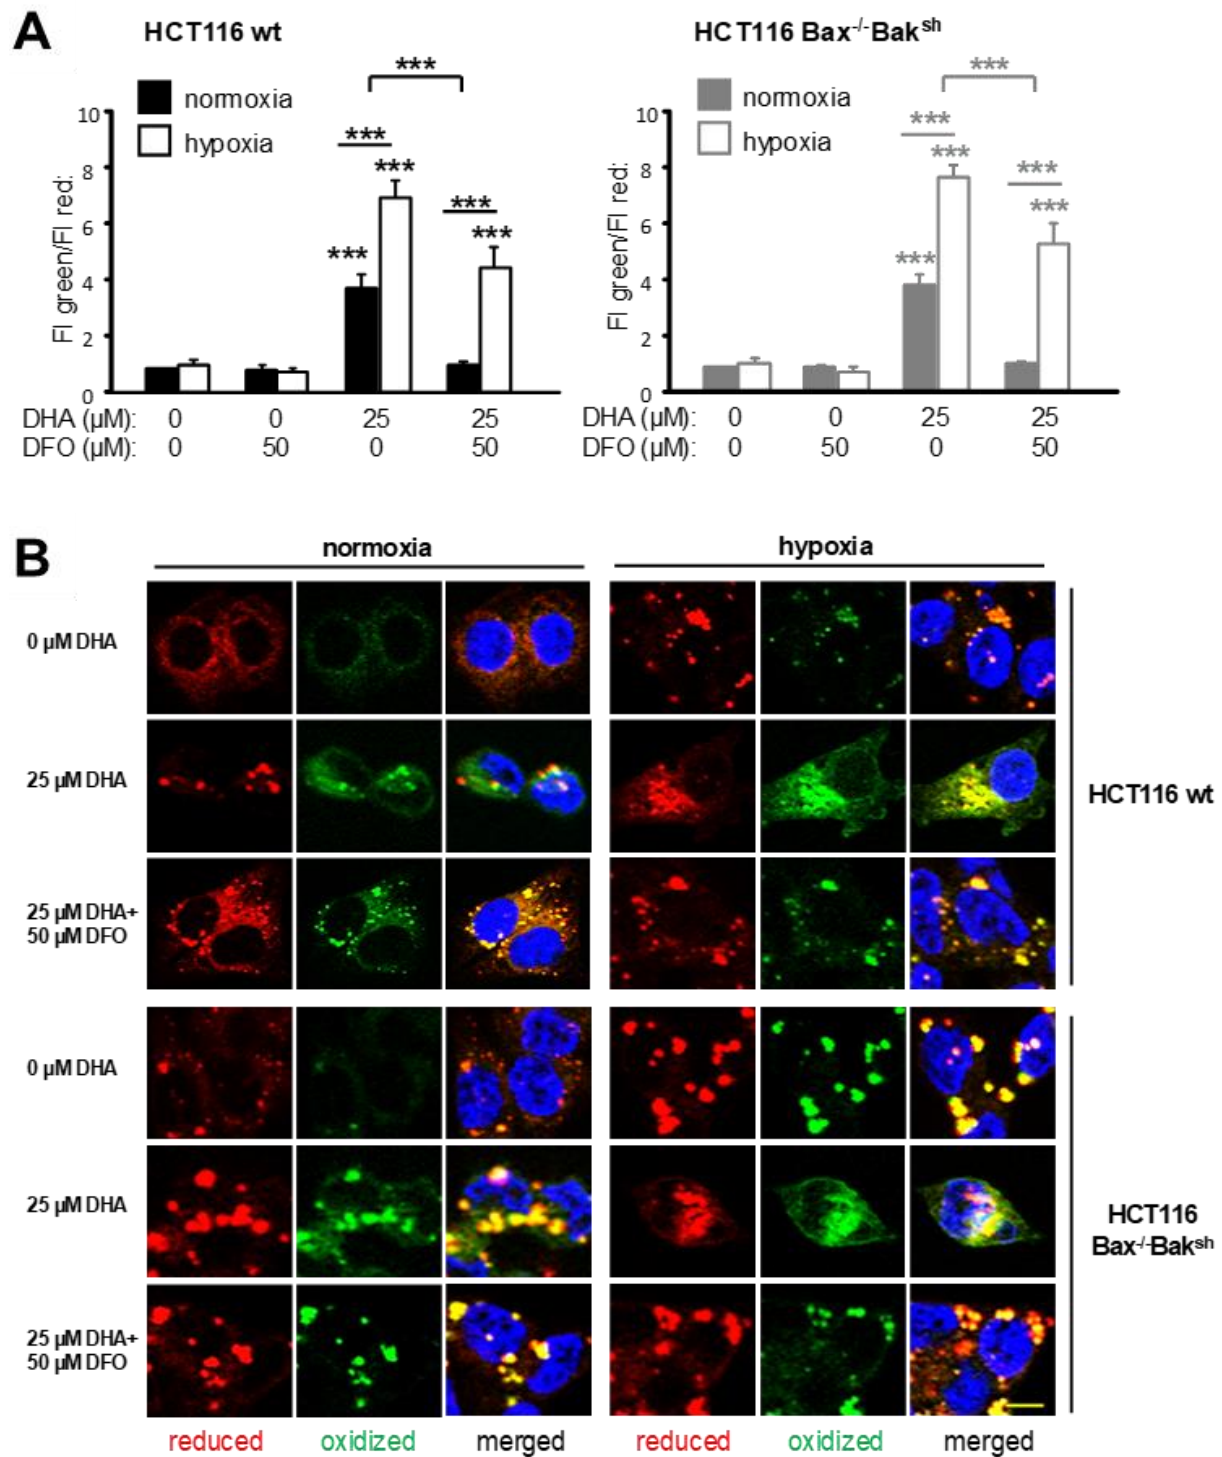 A
HCT116 wt
HCT116 Bax-/-Bak^sh
***
***
normoxia
hypoxia
normoxia
hypoxia
***
***
***
***
***
***
***
***
***
***
FI green/FI red:
10
8
6
4
2
0
FI green/FI red:
10
8
6
4
2
0
DHA (µM): 0 0 25 25
DFO (µM): 0 50 0 50
DHA (µM): 0 0 25 25
DFO (µM): 0 50 0 50
B
normoxia
hypoxia
0 µM DHA
25 µM DHA
25 µM DHA+
50 µM DFO
HCT116 wt
0 µM DHA
25 µM DHA
25 µM DHA+
50 µM DFO
HCT116
Bax-/-Bak^sh
reduced oxidized merged reduced oxidized merged